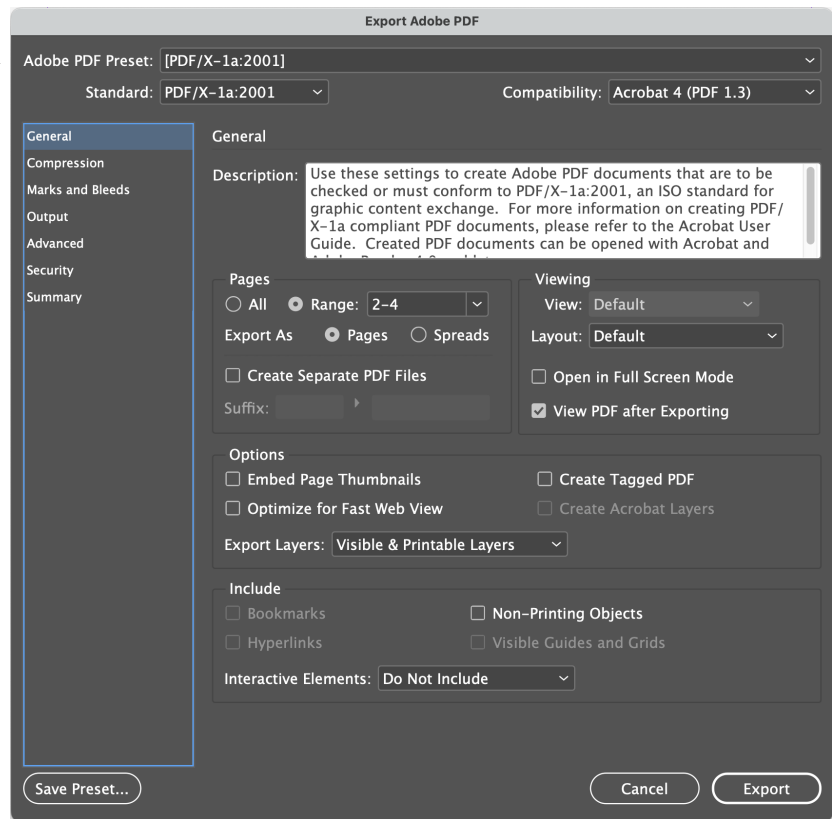 Export Adobe PDF
Adobe PDF Preset: [PDF/X-1a:2001]
Standard: PDF/X-1a:2001 Compatibility: Acrobat 4 (PDF 1.3)
General
Compression
Marks and Bleeds
Output
Advanced
Security
Summary
General
Description: Use these settings to create Adobe PDF documents that are to be
checked or must conform to PDF/X-1a:2001, an ISO standard for
graphic content exchange.  For more information on creating PDF/
X-1a compliant PDF documents, please refer to the Acrobat User
Guide.  Created PDF documents can be opened with Acrobat and
Pages
All Range: 2-4
Export As Pages Spreads
Create Separate PDF Files
Suffix:
Viewing
View: Default
Layout: Default
Open in Full Screen Mode
View PDF after Exporting
Options
Embed Page Thumbnails Create Tagged PDF
Optimize for Fast Web View Create Acrobat Layers
Export Layers: Visible & Printable Layers
Include
Bookmarks Non-Printing Objects
Hyperlinks Visible Guides and Grids
Interactive Elements: Do Not Include
Save Preset... Cancel Export